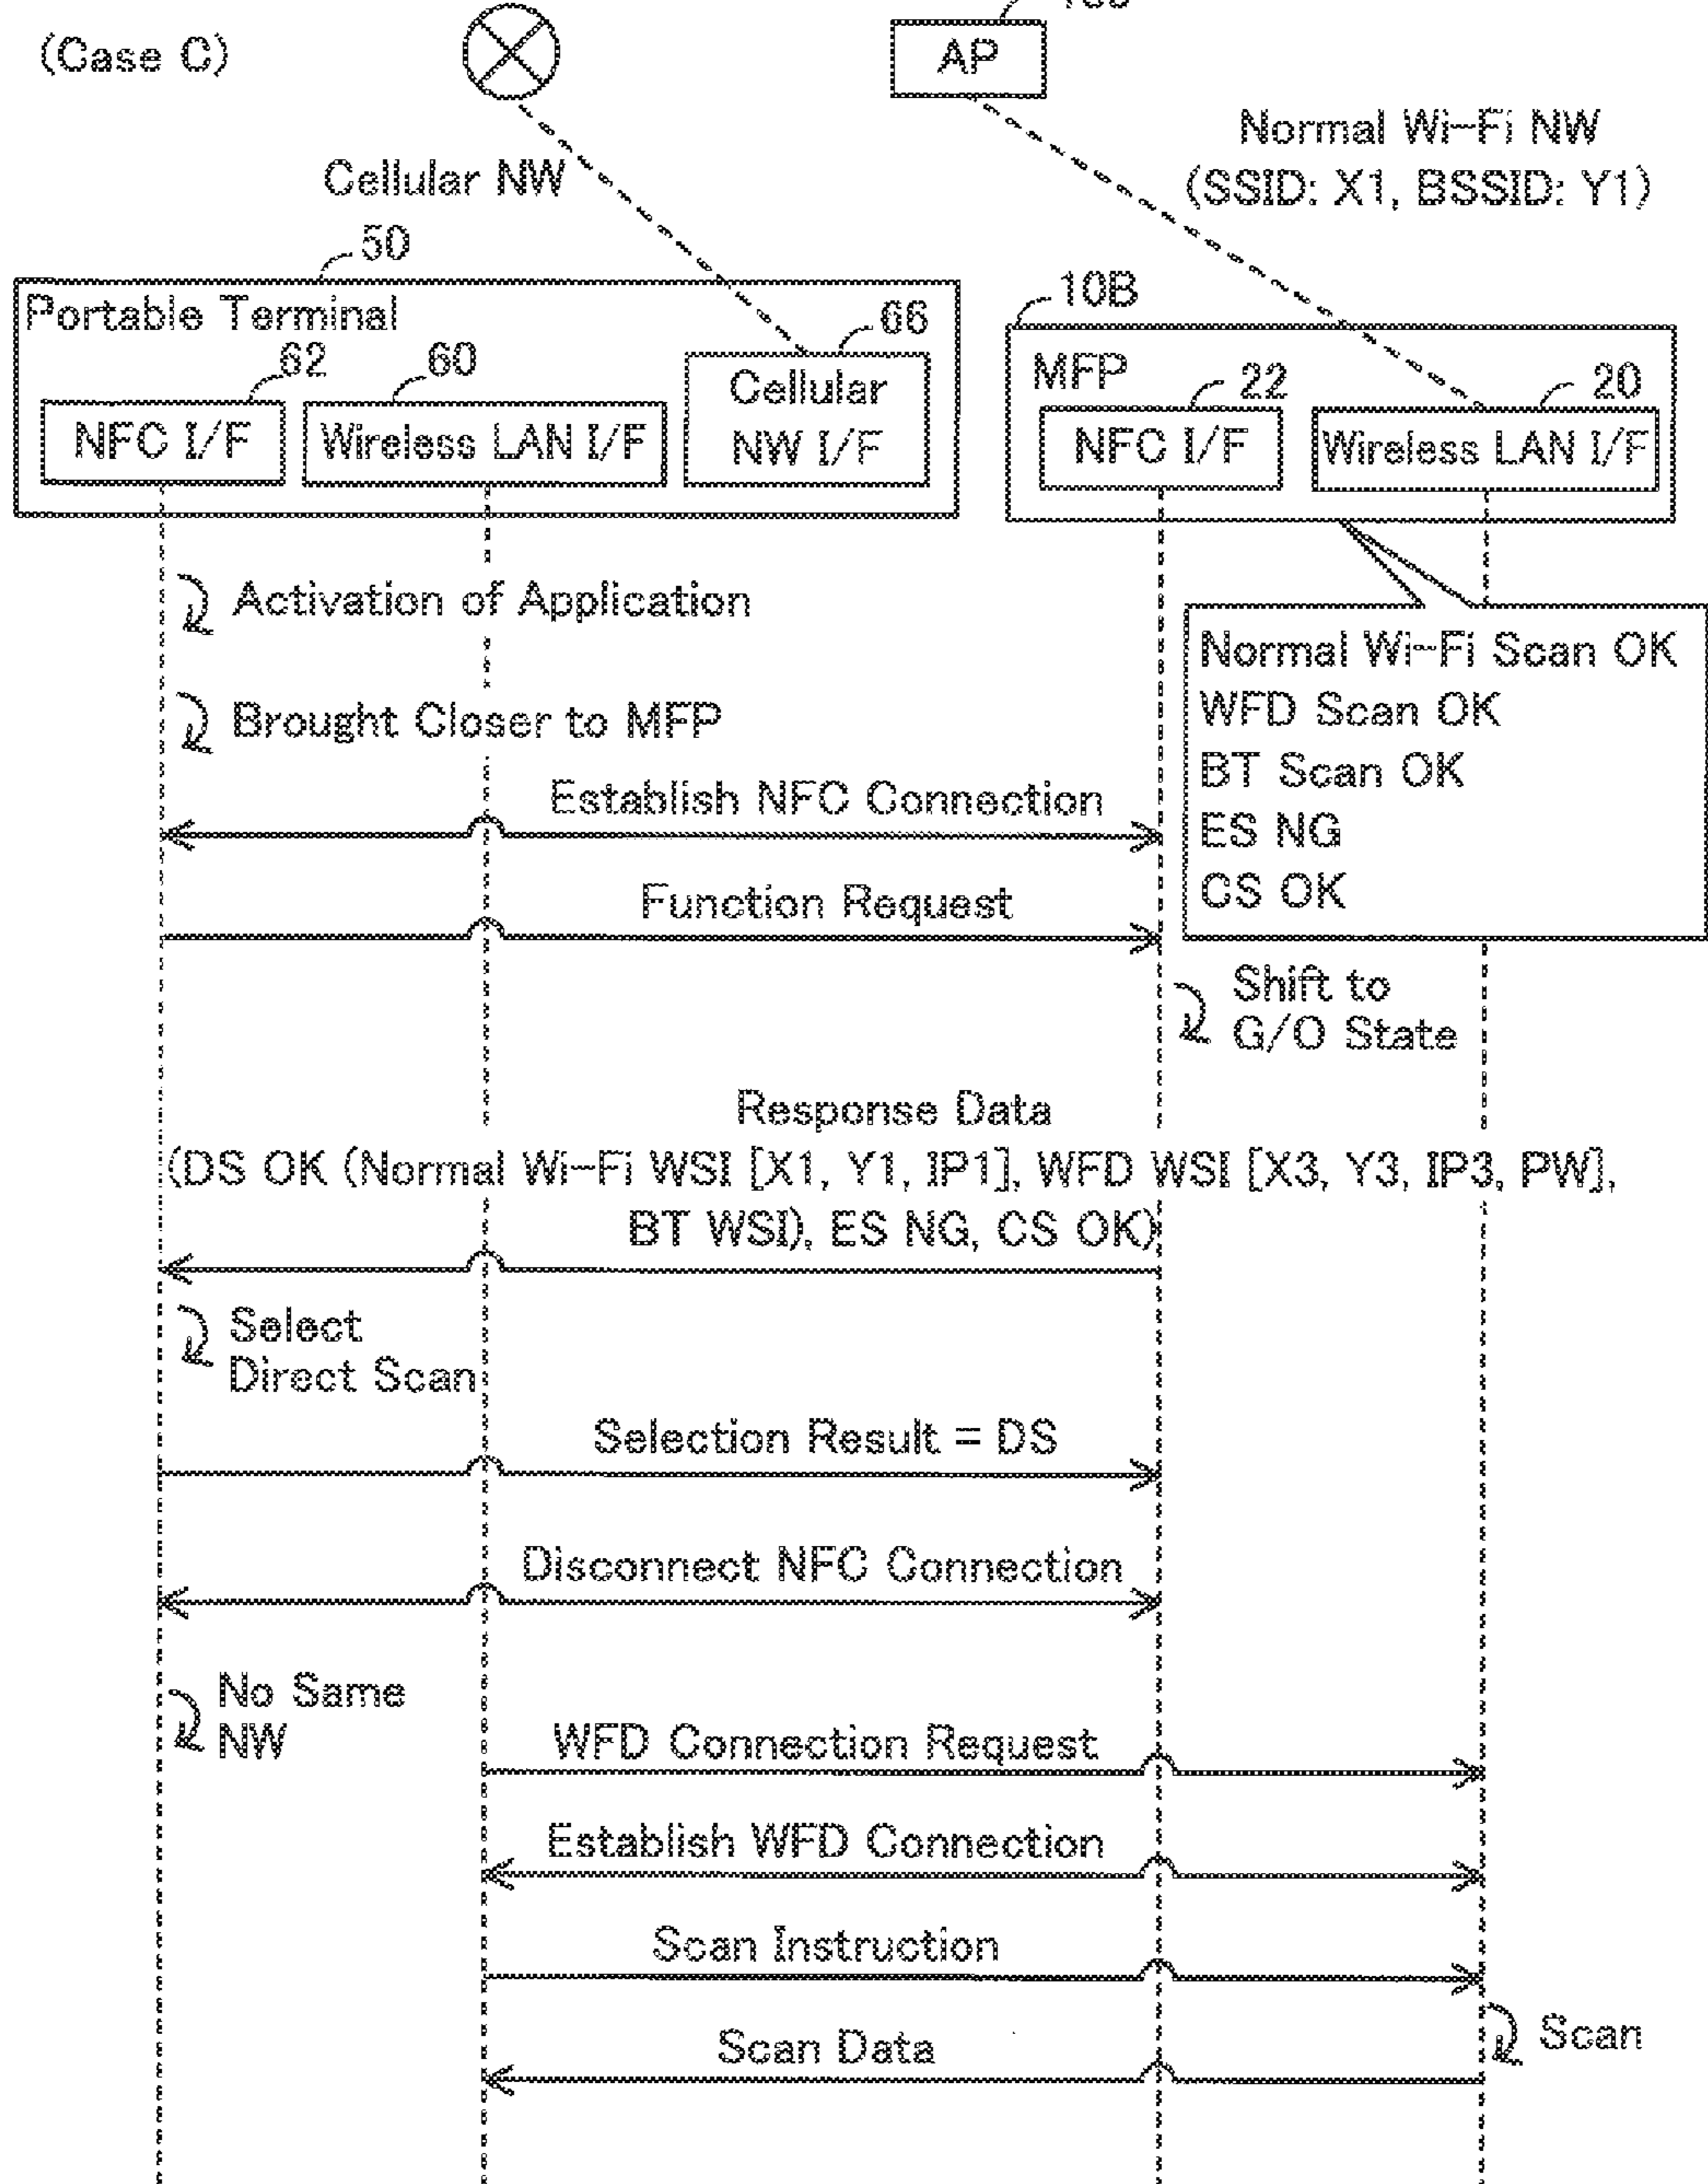 (Case C)
AP
Normal Wi-Fi NW
(SSID: X1, BSSID: Y1)
Cellular NW
50
10B
Portable Terminal
62
60
66
MFP
22
20
NFC I/F
Wireless LAN I/F
Cellular
NW I/F
NFC I/F
Wireless LAN I/F
Activation of Application
Normal Wi-Fi Scan OK
WFD Scan OK
BT Scan OK
ES NG
CS OK
Brought Closer to MFP
Establish NFC Connection
Function Request
Shift to
G/O State
Response Data
(DS OK (Normal Wi-Fi WSI [X1, Y1, IP1], WFD WSI [X3, Y3, IP3, PW],
BT WSI), ES NG, CS OK)
Select
Direct Scan
Selection Result = DS
Disconnect NFC Connection
No Same
NW
WFD Connection Request
Establish WFD Connection
Scan Instruction
Scan
Scan Data